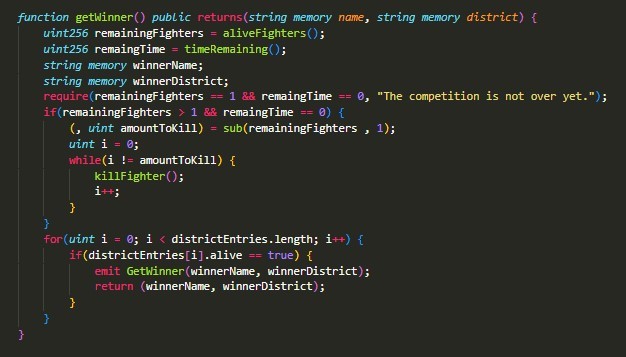 function getWinner() public returns(string memory name, string memory district) {
uint256 remainingFighters = aliveFighters();
uint256 remaingTime = timeRemaining();
string memory winnerName;
string memory winnerDistrict;
require(remainingFighters == 1 && remaingTime == 0, "The competition is not over yet.");
if(remainingFighters > 1 && remaingTime == 0) {
(, uint amountToKill) = sub(remainingFighters , 1);
uint i = 0;
while(i != amountToKill) {
killFighter();
i++;
}
}
for(uint i = 0; i < districtEntries.length; i++) {
if(districtEntries[i].alive == true) {
emit GetWinner(winnerName, winnerDistrict);
return (winnerName, winnerDistrict);
}
}
}